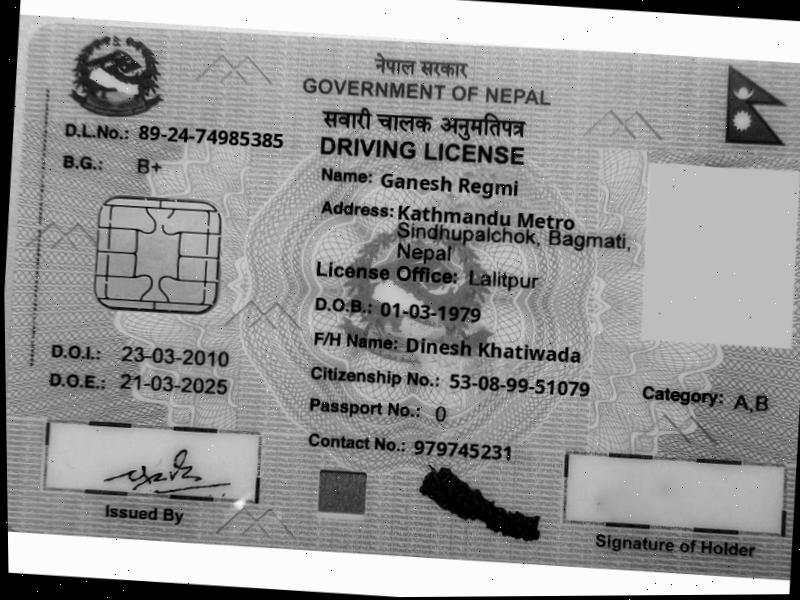 नेपाल सरकार
GOVERNMENT OF NEPAL
सवारी चालक अनुमतिपत्र
DRIVING LICENSE
D.L.No.: 89-24-74985385
B.G.: B+
Name: Ganesh Regmi
Address: Kathmandu Metro
Sindhupalchok, Bagmati,
Nepal
License Office: Lalitpur
D.O.B.: 01-03-1979
F/H Name: Dinesh Khatiwada
D.O.I.: 23-03-2010
D.O.E.: 21-03-2025
Citizenship No.: 53-08-99-51079
Category: A,B
Passport No.: 0
Contact No.: 979745231
Issued By
Signature of Holder